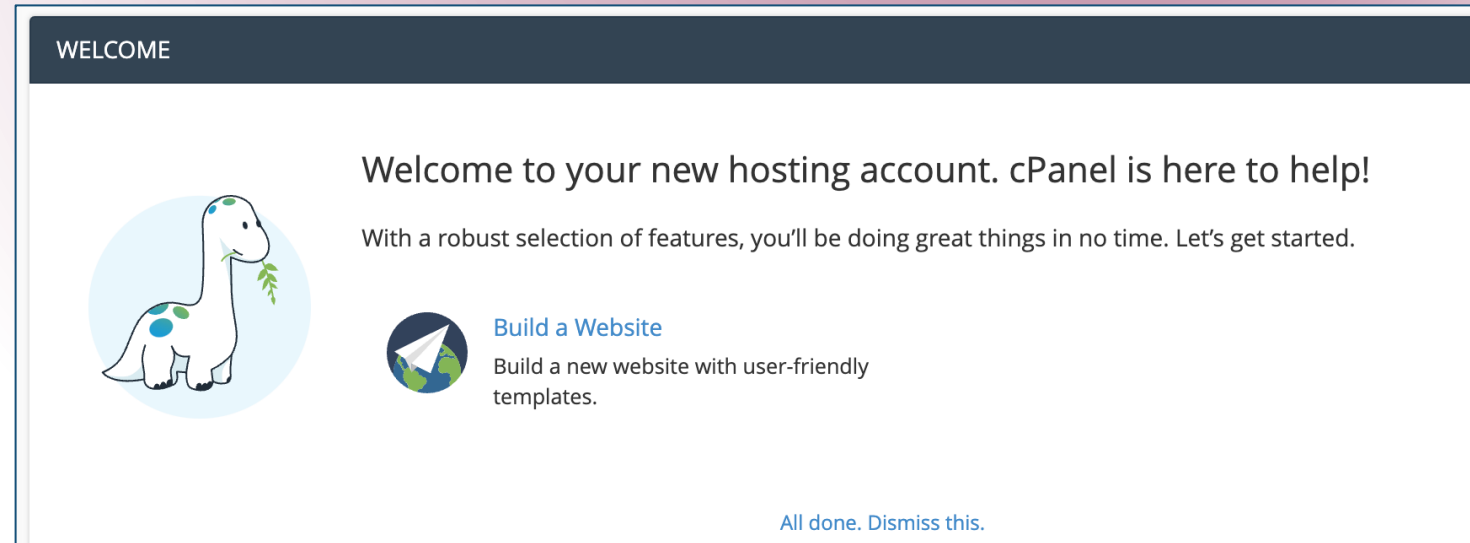 WELCOME
Welcome to your new hosting account. cPanel is here to help!
With a robust selection of features, you’ll be doing great things in no time. Let’s get started.
Build a Website
Build a new website with user-friendly
templates.
All done. Dismiss this.